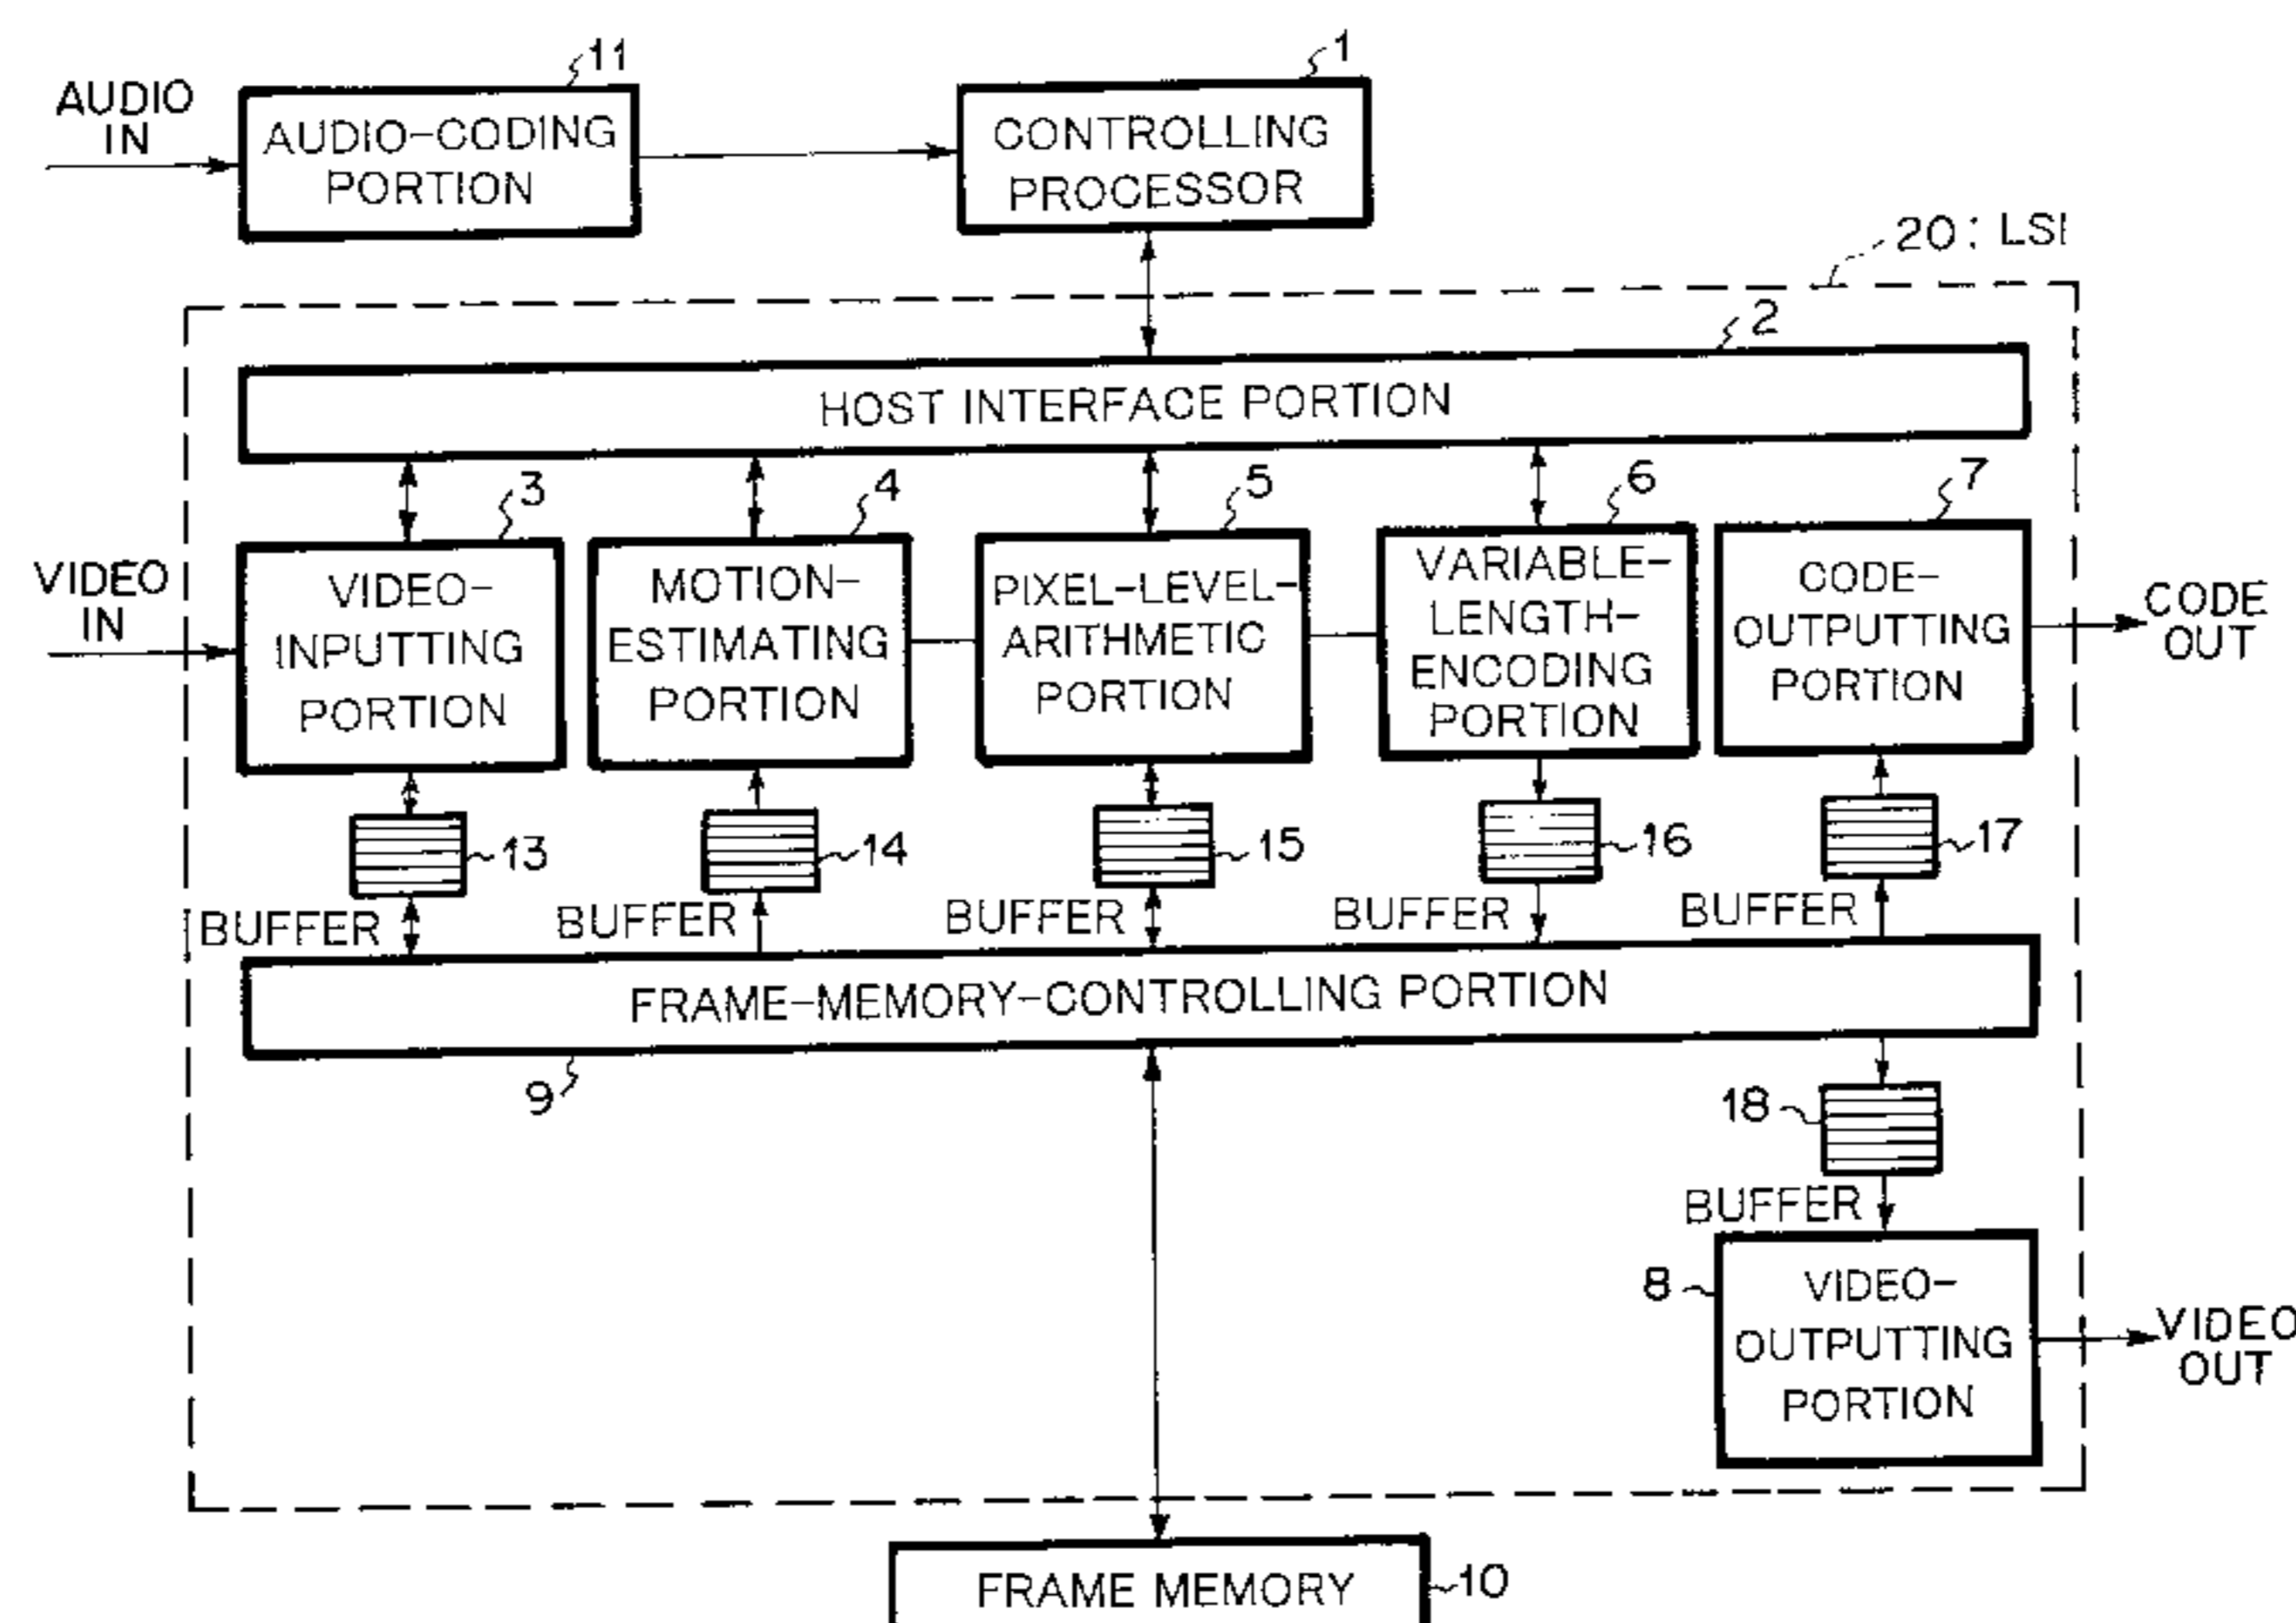 11
1
AUDIO
IN
AUDIO-CODING
PORTION
CONTROLLING
PROCESSOR
20: LSI
2
HOST INTERFACE PORTION
3
4
5
6
7
VIDEO
IN
VIDEO-
INPUTTING
PORTION
MOTION-
ESTIMATING
PORTION
PIXEL-LEVEL-
ARITHMETIC
PORTION
VARIABLE-
LENGTH-
ENCODING
PORTION
CODE-
OUTPUTTING
PORTION
CODE
OUT
13
14
15
16
17
BUFFER
BUFFER
BUFFER
BUFFER
BUFFER
FRAME-MEMORY-CONTROLLING PORTION
9
18
BUFFER
8
VIDEO-
OUTPUTTING
PORTION
VIDEO
OUT
FRAME MEMORY
10